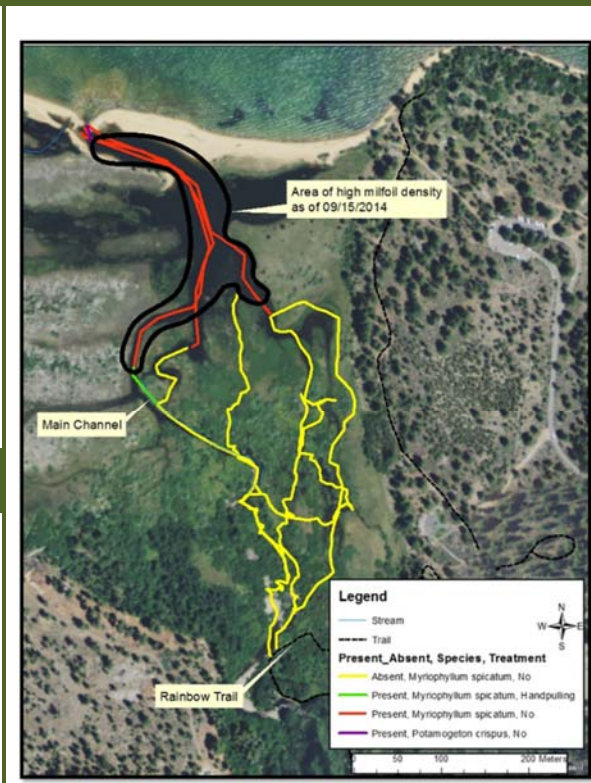 Area of high milfoil density
as of 09/15/2014
Main Channel
Rainbow Trail
Legend
Stream
Trail
Present_Absent, Species, Treatment
Absent, Myriophyllum spicatum, No
Present, Myriophyllum spicatum, Handpulling
Present, Myriophyllum spicatum, No
Present, Potamogeton crispus, No
N
W E
S
0 50 100 200 Meters